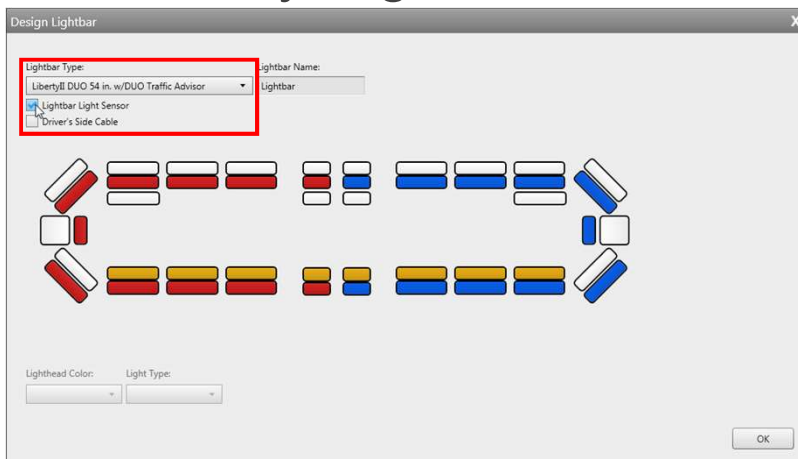 Design Lightbar X
Lightbar Type: Lightbar Name:
LibertyII DUO 54 in. w/DUO Traffic Advisor Lightbar
Lightbar Light Sensor
Driver's Side Cable
Lighthead Color: Light Type:
OK